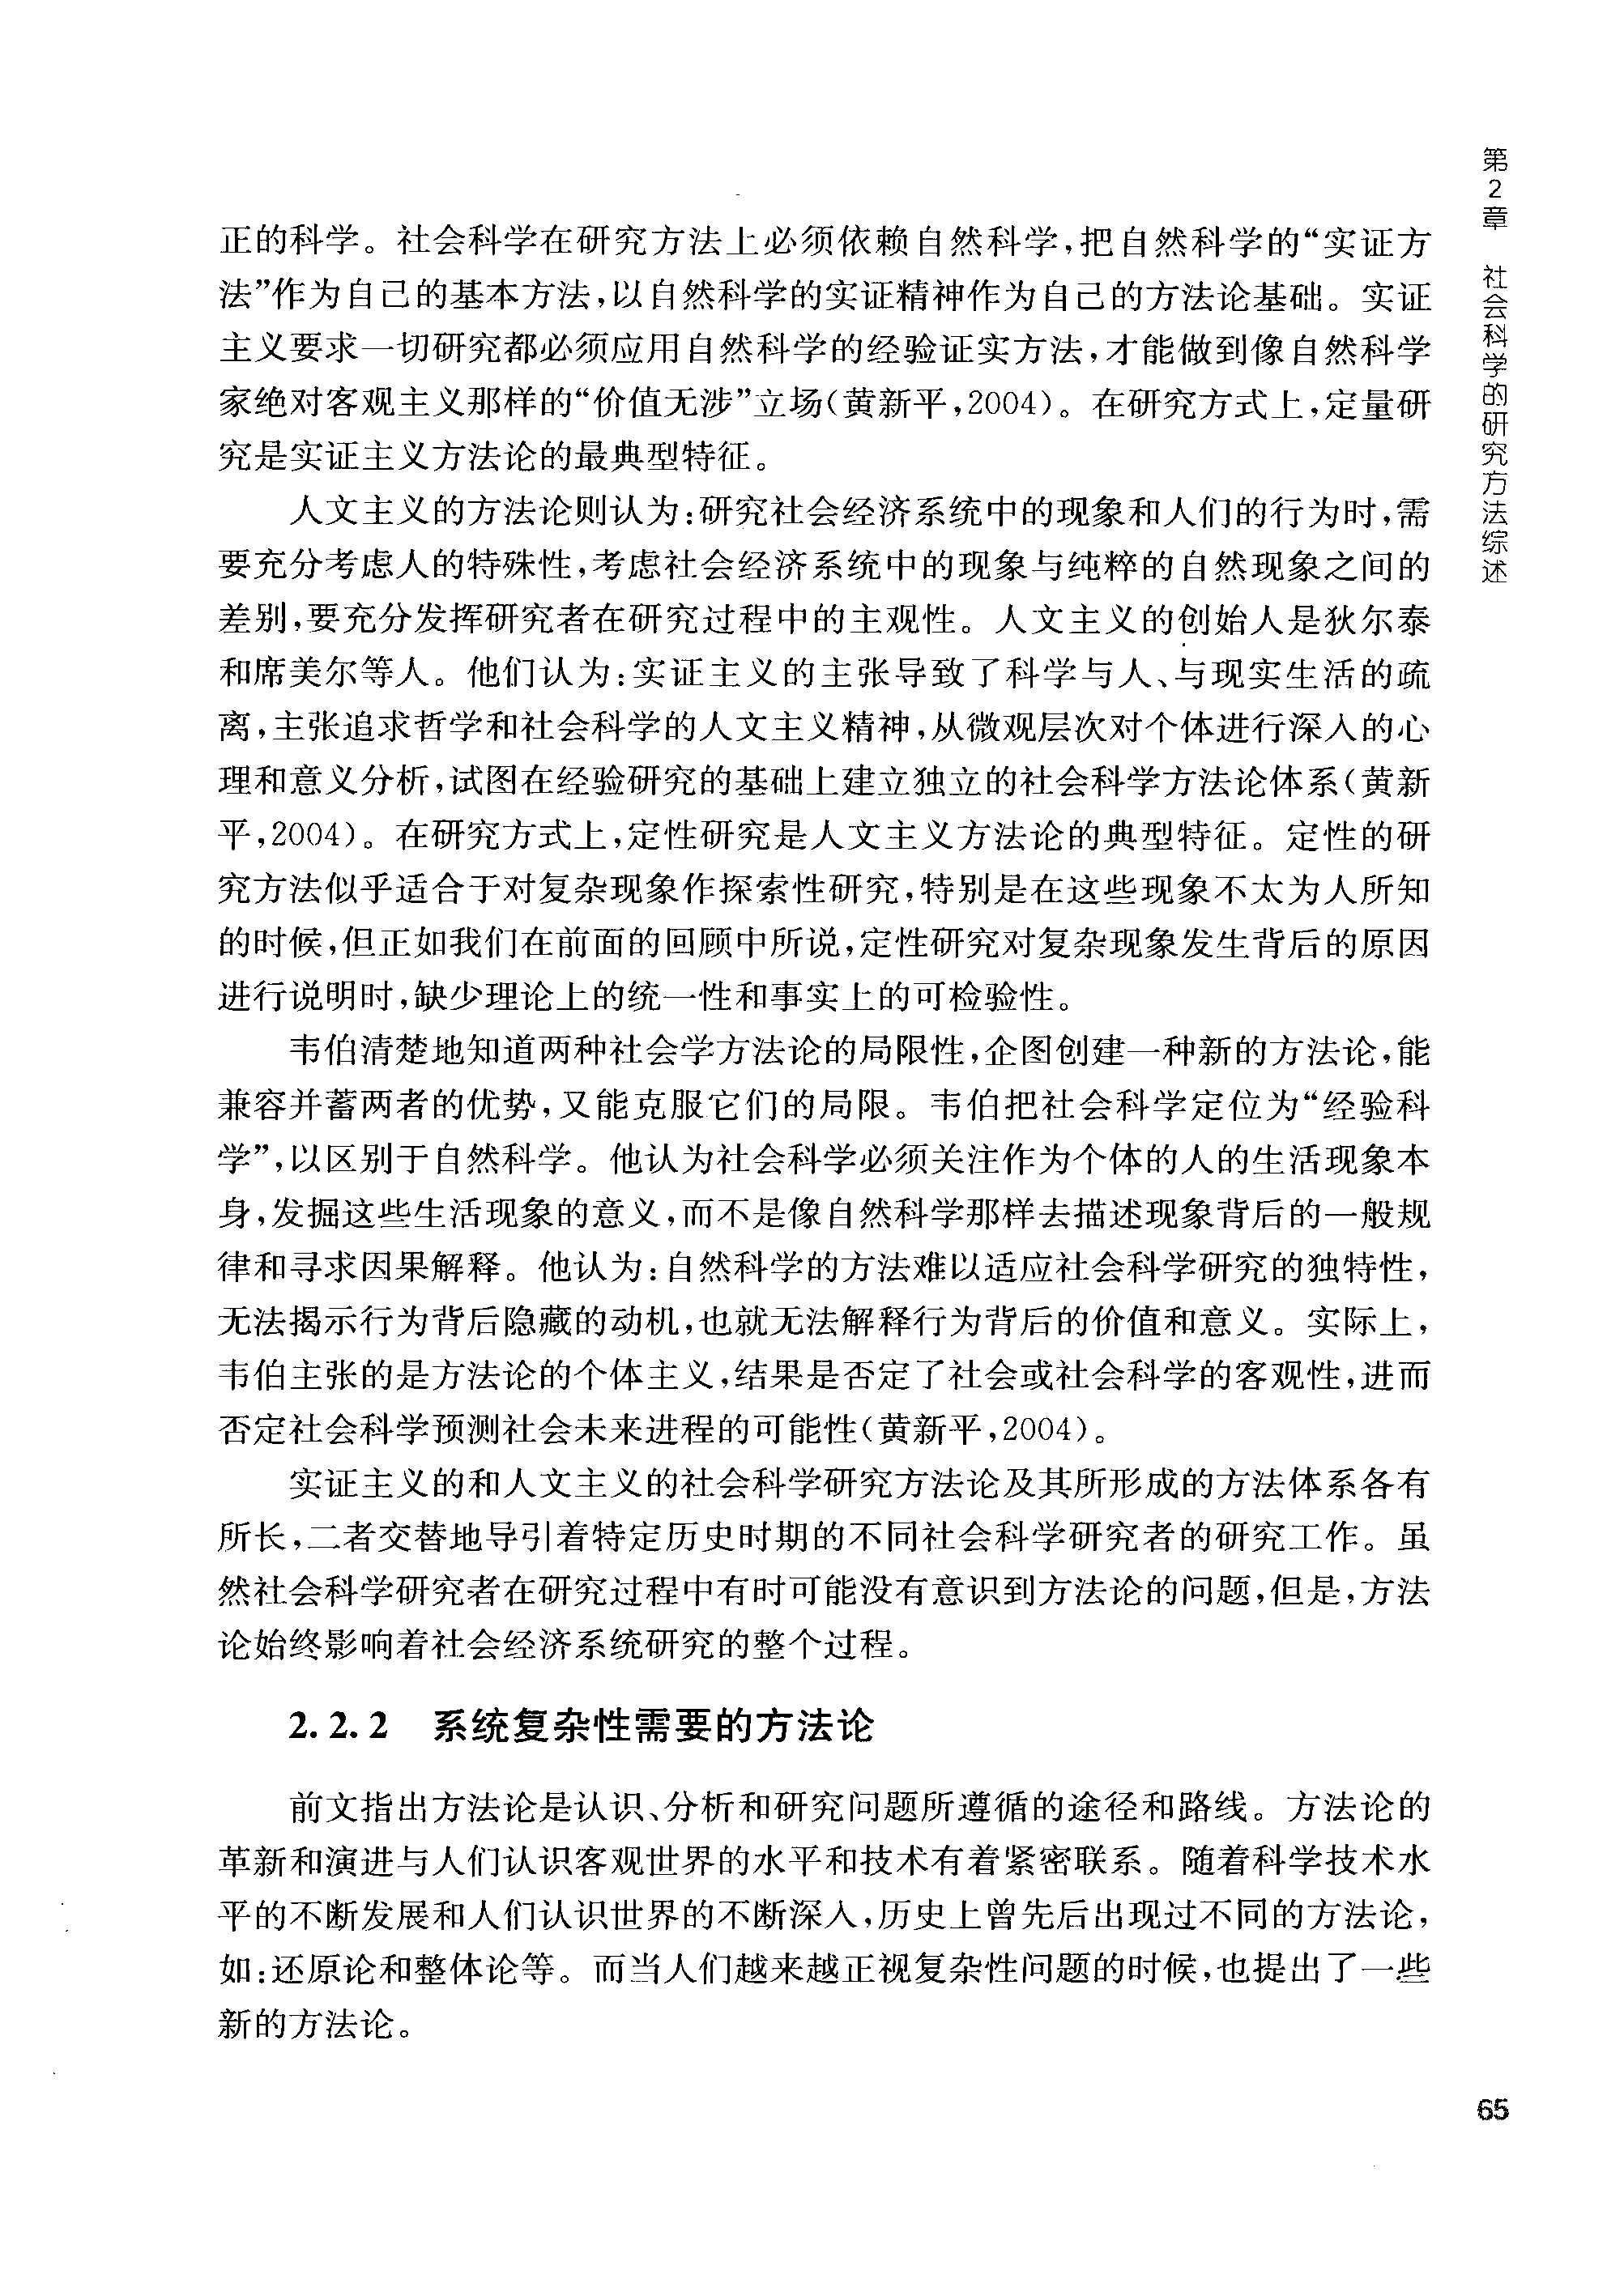 第2章 社会科学的研究方法综述
正的科学。社会科学在研究方法上必须依赖自然科学,把自然科学的“实证方
法”作为自己的基本方法,以自然科学的实证精神作为自己的方法论基础。实证
主义要求一切研究都必须应用自然科学的经验证实方法,才能做到像自然科学
家绝对客观主义那样的“价值无涉”立场(黄新平,2004)。在研究方式上,定量研
究是实证主义方法论的最典型特征。
人文主义的方法论则认为:研究社会经济系统中的现象和人们的行为时,需
要充分考虑人的特殊性,考虑社会经济系统中的现象与纯粹的自然现象之间的
差别,要充分发挥研究者在研究过程中的主观性。人文主义的创始人是狄尔泰
和席美尔等人。他们认为:实证主义的主张导致了科学与人、与现实生活的疏
离,主张追求哲学和社会科学的人文主义精神,从微观层次对个体进行深入的心
理和意义分析,试图在经验研究的基础上建立独立的社会科学方法论体系(黄新
平,2004)。在研究方式上,定性研究是人文主义方法论的典型特征。定性的研
究方法似乎适合于对复杂现象作探索性研究,特别是在这些现象不太为人所知
的时候,但正如我们在前面的回顾中所说,定性研究对复杂现象发生背后的原因
进行说明时,缺少理论上的统一性和事实上的可检验性。
韦伯清楚地知道两种社会学方法论的局限性,企图创建一种新的方法论,能
兼容并蓄两者的优势,又能克服它们的局限。韦伯把社会科学定位为“经验科
学”,以区别于自然科学。他认为社会科学必须关注作为个体的人的生活现象本
身,发掘这些生活现象的意义,而不是像自然科学那样去描述现象背后的一般规
律和寻求因果解释。他认为:自然科学的方法难以适应社会科学研究的独特性,
无法揭示行为背后隐藏的动机,也就无法解释行为背后的价值和意义。实际上,
韦伯主张的是方法论的个体主义,结果是否定了社会或社会科学的客观性,进而
否定社会科学预测社会未来进程的可能性(黄新平,2004)。
实证主义的和人文主义的社会科学研究方法论及其所形成的方法体系各有
所长,二者交替地导引着特定历史时期的不同社会科学研究者的研究工作。虽
然社会科学研究者在研究过程中有时可能没有意识到方法论的问题,但是,方法
论始终影响着社会经济系统研究的整个过程。
2.2.2 系统复杂性需要的方法论
前文指出方法论是认识、分析和研究问题所遵循的途径和路线。方法论的
革新和演进与人们认识客观世界的水平和技术有着紧密联系。随着科学技术水
平的不断发展和人们认识世界的不断深入,历史上曾先后出现过不同的方法论,
如:还原论和整体论等。而当人们越来越正视复杂性问题的时候,也提出了一些
新的方法论。
65